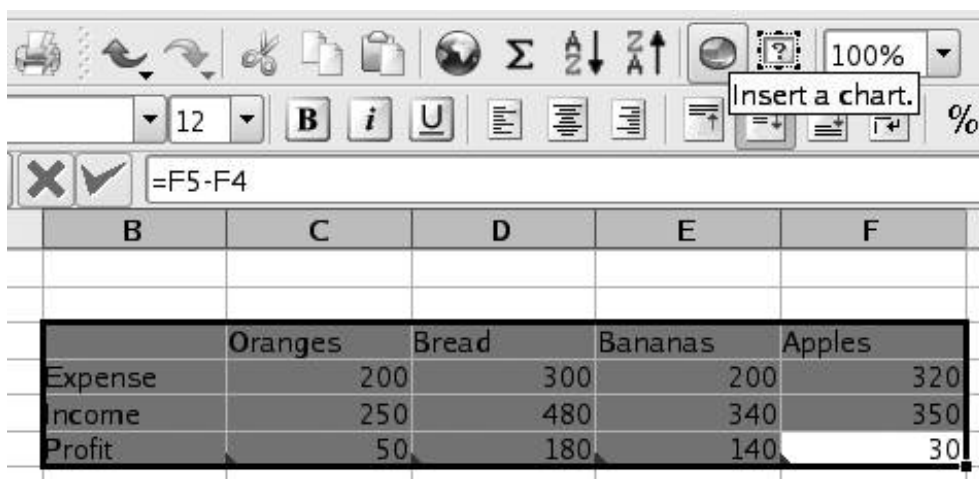 Σ A Z Z A ? 100%
Insert a chart.
12 B i U %
=F5-F4
B C D E F
Oranges Bread Bananas Apples
Expense 200 300 200 320
Income 250 480 340 350
Profit 50 180 140 30